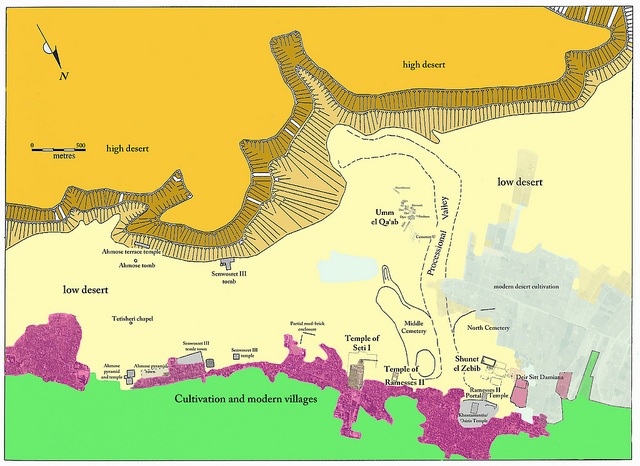 high desert
N
0 500
metres
high desert
low desert
Umm
el Qa'ab
Cemetery U
Processional Valley
Ahmose terrace temple
Ahmose tomb
Senwosret III
tomb
low desert
modern desert cultivation
Tetisheri chapel
Partial mud-brick
enclosure
Middle
Cemetery
North Cemetery
Senwosret III
temple town
Senwosret III
temple
Temple of
Seti I
Shunet
el Zebib
Ahmose
pyramid
and temple
Ahmose pyramid
town
Temple of
Ramesses II
Deir Sitt Damiana
Ramesses II
Portal Temple
Cultivation and modern villages
Khentiamentiu
Osiris Temple